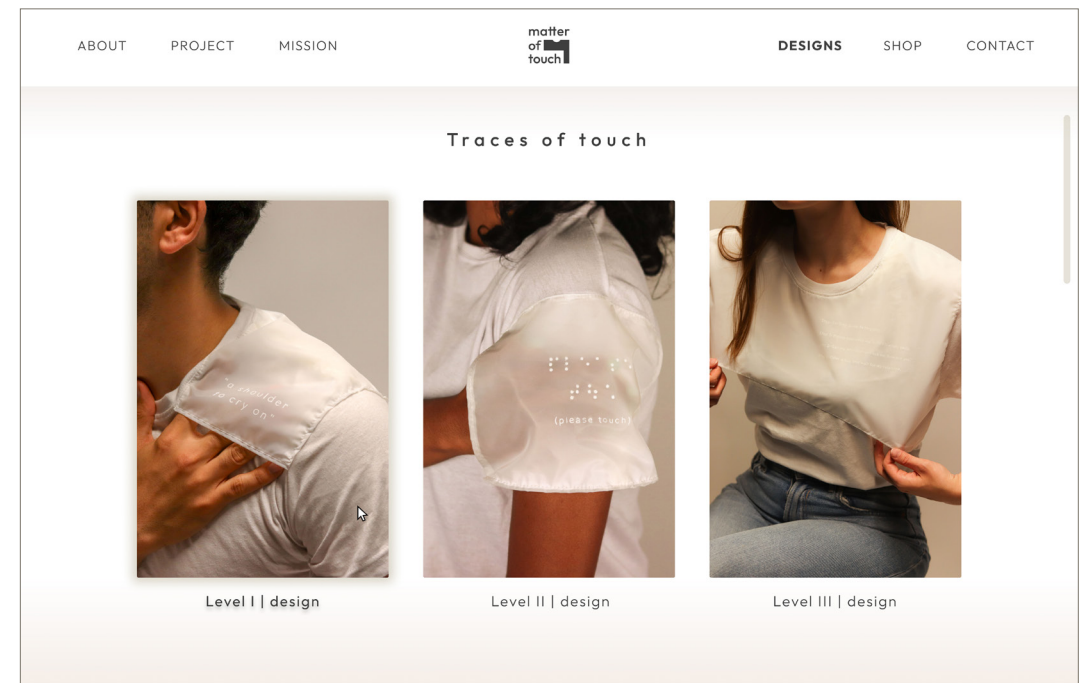 ABOUT PROJECT MISSION
matter
of
touch
DESIGNS SHOP CONTACT
Traces of touch
"a shoulder
to cry on"
(please touch)
Level I | design
Level II | design
Level III | design